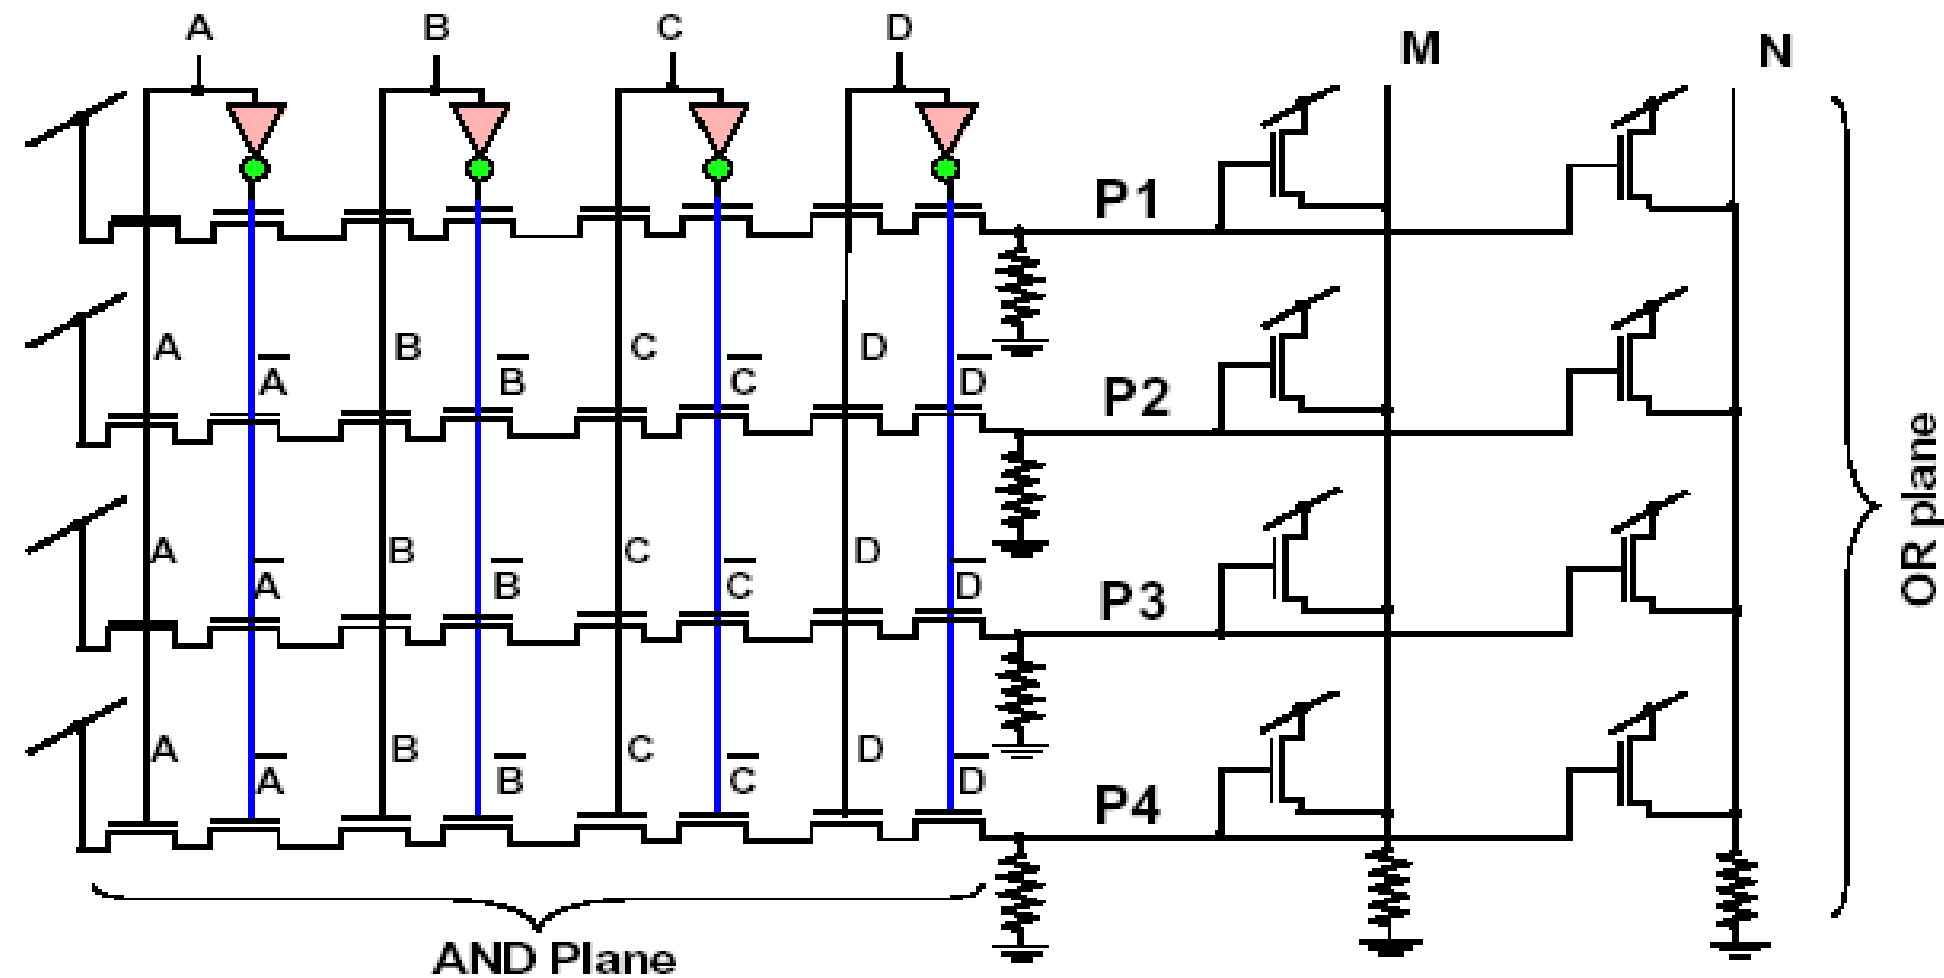 A B C D M N
P1
A B C D
A̅ B̅ C̅ D̅
P2
A B C D
A̅ B̅ C̅ D̅
P3
A B C D
A̅ B̅ C̅ D̅
P4
OR plane
AND Plane